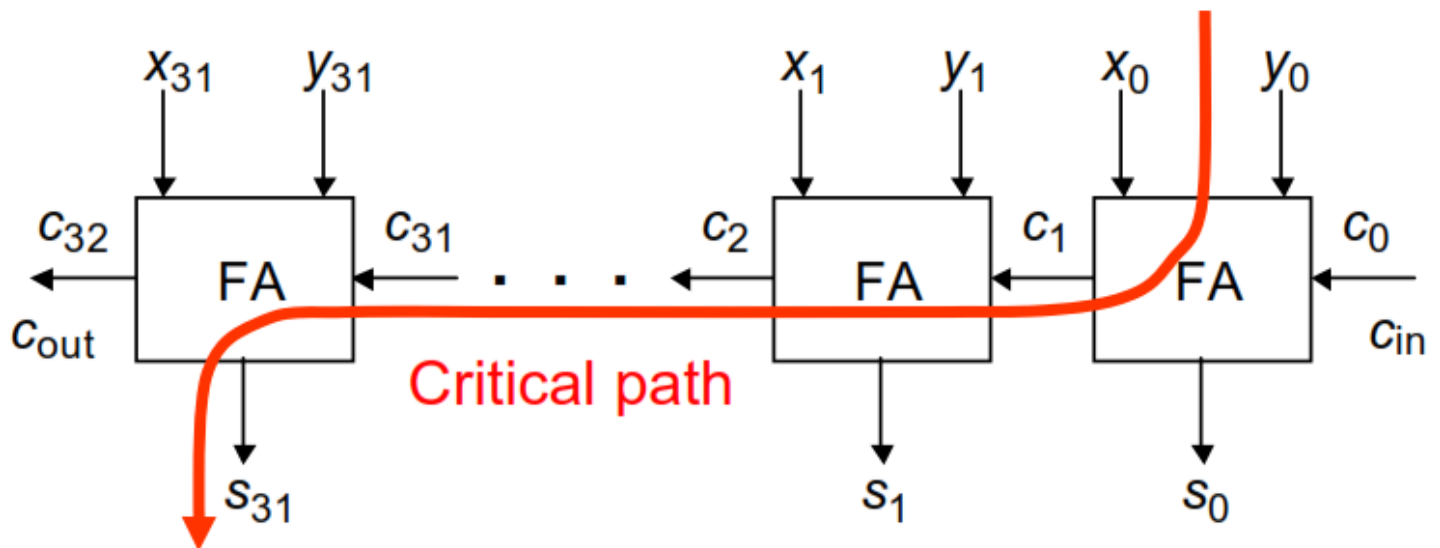 x31 y31 x1 y1 x0 y0
c32 c31 c2 c1 c0
FA . . . FA FA
cout cin
Critical path
s31 s1 s0